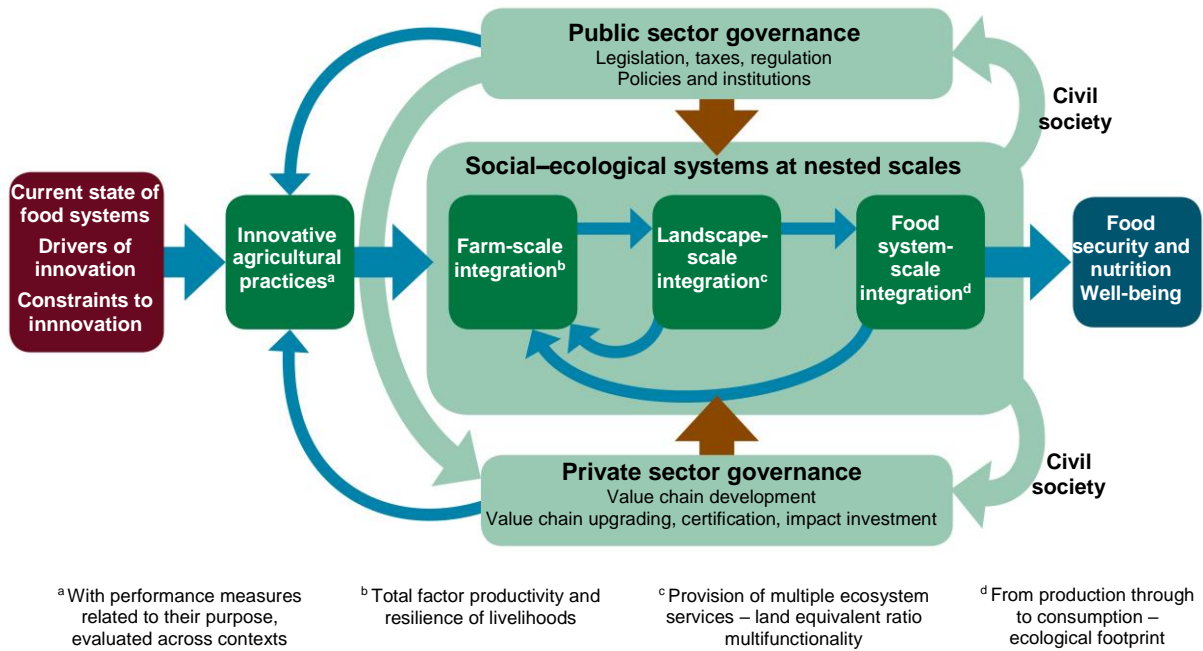 Public sector governance
Legislation, taxes, regulation
Policies and institutions
Civil
society
Social–ecological systems at nested scales
Current state of
food systems
Drivers of
innovation
Constraints to
innnovation
Innovative
agricultural
practicesᵃ
Farm-scale
integrationᵇ
Landscape-
scale
integrationᶜ
Food
system-
scale
integrationᵈ
Food
security and
nutrition
Well-being
Private sector governance
Value chain development
Value chain upgrading, certification, impact investment
Civil
society
ᵃ With performance measures
related to their purpose,
evaluated across contexts
ᵇ Total factor productivity and
resilience of livelihoods
ᶜ Provision of multiple ecosystem
services – land equivalent ratio
multifunctionality
ᵈ From production through
to consumption –
ecological footprint